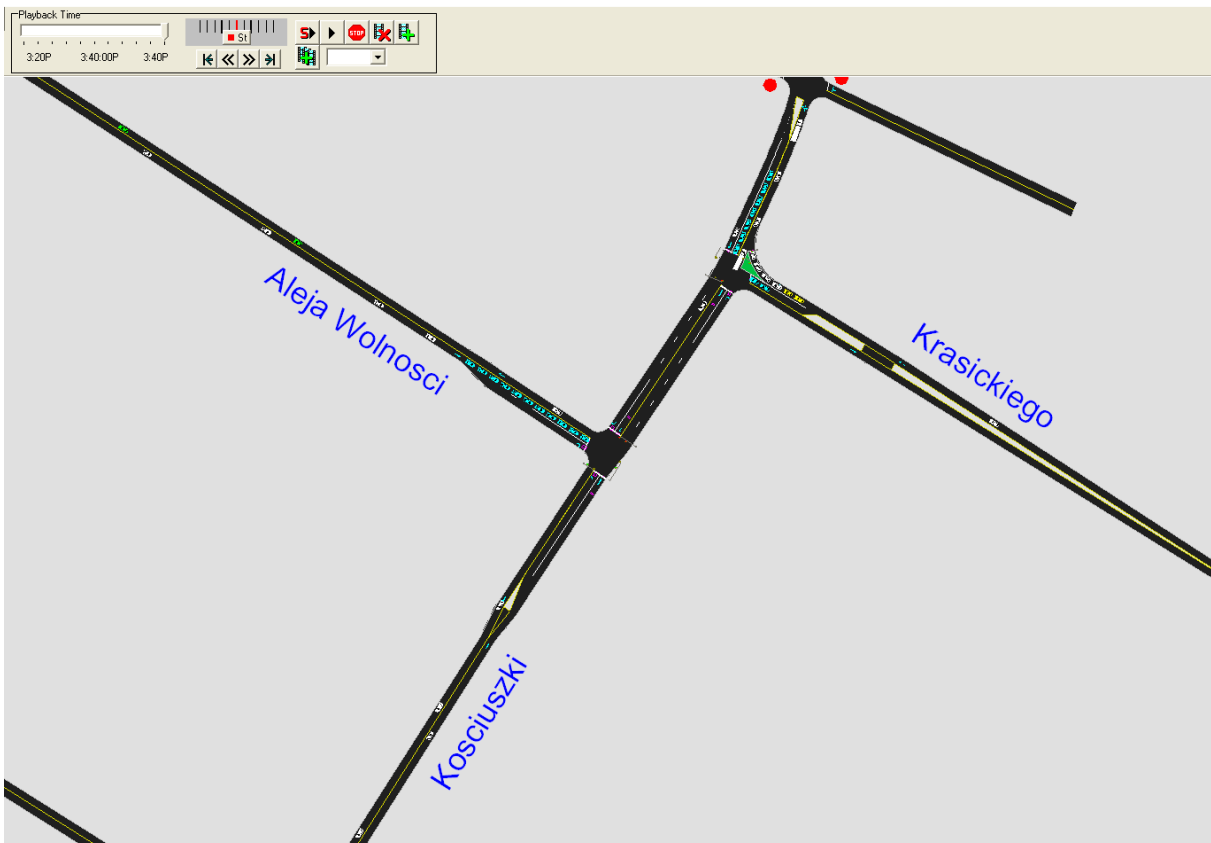 Playback Time
St
S
STOP
3:20P 3:40:00P 3:40P
Aleja Wolnosci
Krasickiego
Kosciuszki